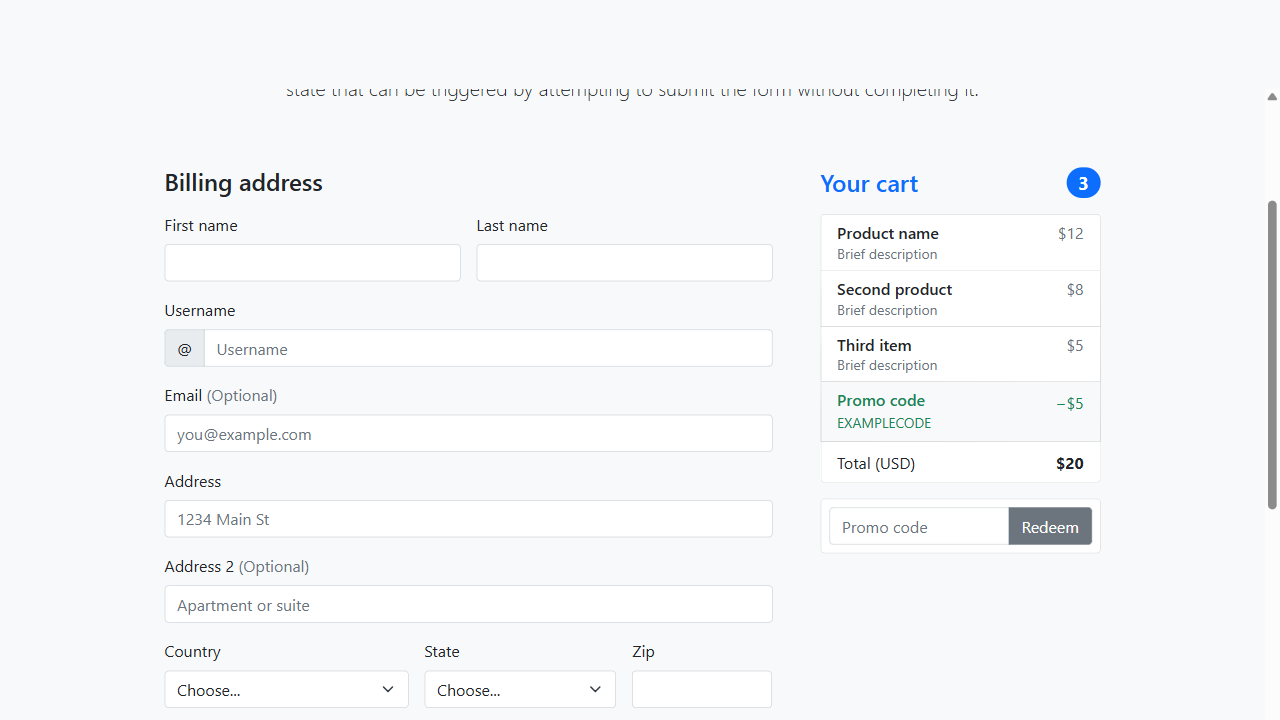 state that can be triggered by attempting to submit the form without completing it.
Billing address
First name
Last name
Username
@ Username
Email (Optional)
you@example.com
Address
1234 Main St
Address 2 (Optional)
Apartment or suite
Country
State
Zip
Choose...
Choose...
Your cart
3
Product name
$12
Brief description
Second product
$8
Brief description
Third item
$5
Brief description
Promo code
−$5
EXAMPLECODE
Total (USD)
$20
Promo code
Redeem